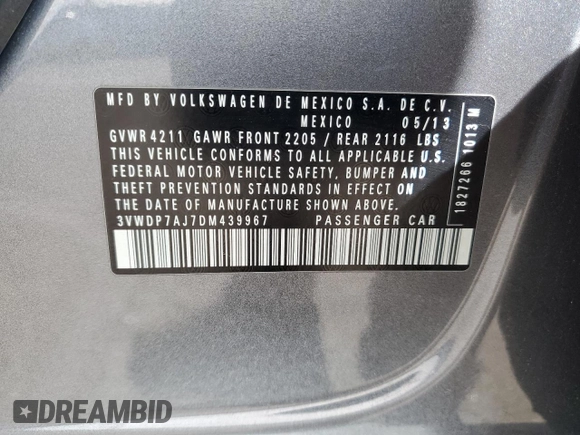 MFD BY VOLKSWAGEN DE MEXICO S.A. DE C.V.
MEXICO 05/13
GVWR 4211 GAWR FRONT 2205 / REAR 2116 LBS
THIS VEHICLE CONFORMS TO ALL APPLICABLE U.S.
FEDERAL MOTOR VEHICLE SAFETY, BUMPER AND
THEFT PREVENTION STANDARDS IN EFFECT ON
THE DATE OF MANUFACTURE SHOWN ABOVE.
3VWDP7AJ7DM439967 PASSENGER CAR
1827266 1013 M
DREAMBID